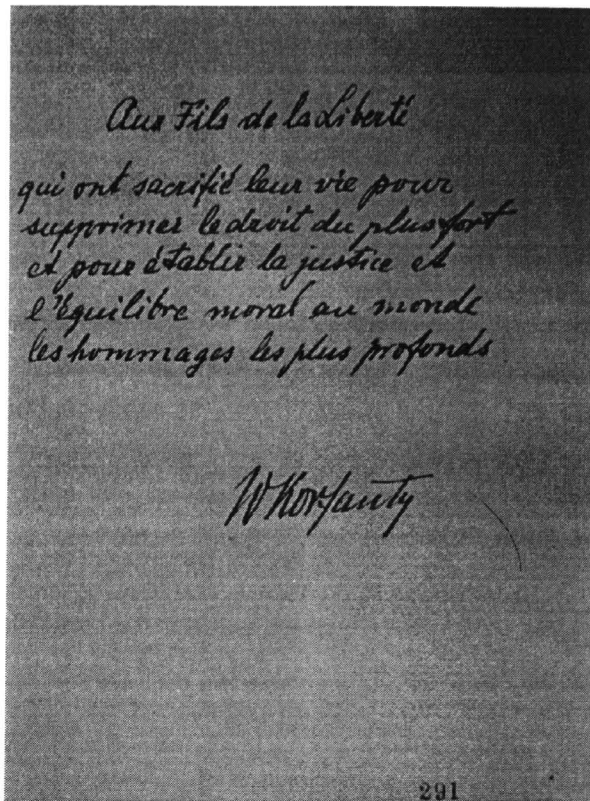 Aux Fils de la Liberté
qui ont sacrifié leur vie pour
supprimer le droit du plus fort
et pour établir la justice et
l'équilibre moral au monde
les hommages les plus profonds
W Korfanty
291